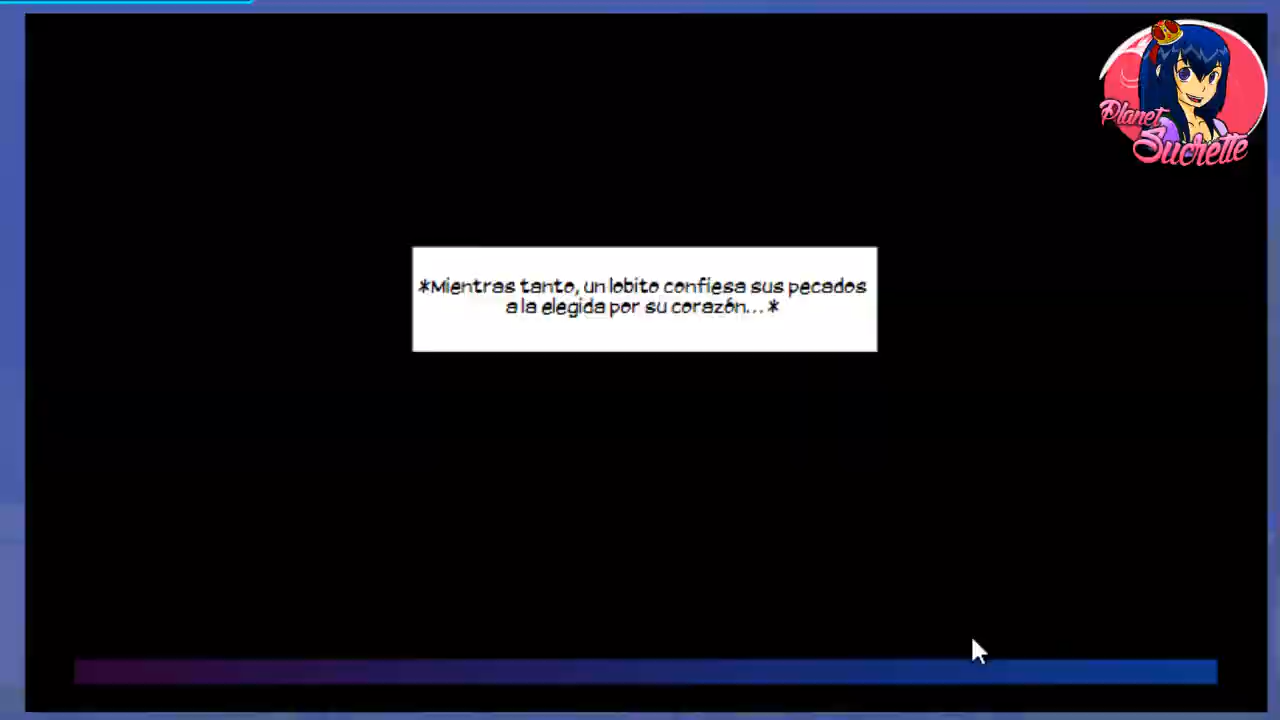 Planet
Sucrette
*Mientras tanto, un lobito confiesa sus pecados
a la elegida por su corazón... *